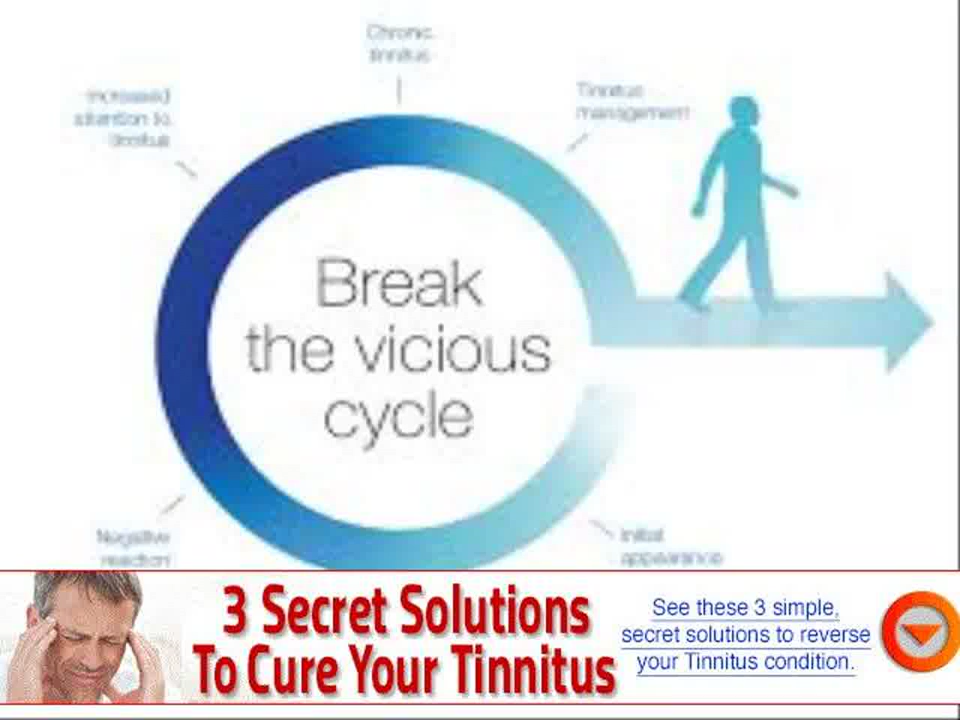 Chronic
tinnitus
Increased
attention to
tinnitus
Tinnitus
management
Break
the vicious
cycle
Negative
reaction
Initial
appearance
3 Secret Solutions
To Cure Your Tinnitus
See these 3 simple,
secret solutions to reverse
your Tinnitus condition.